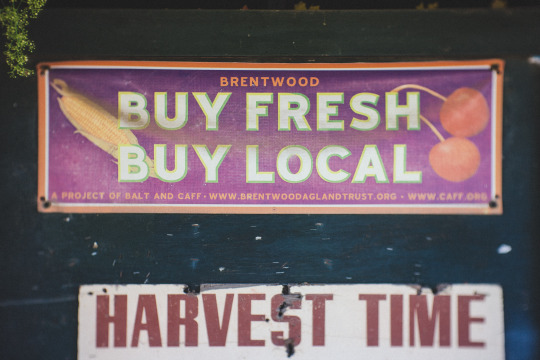 BRENTWOOD
BUY FRESH
BUY LOCAL
A PROJECT OF BALT AND CAFF · WWW.BRENTWOODAGLANDTRUST.ORG · WWW.CAFF.ORG
HARVEST TIME